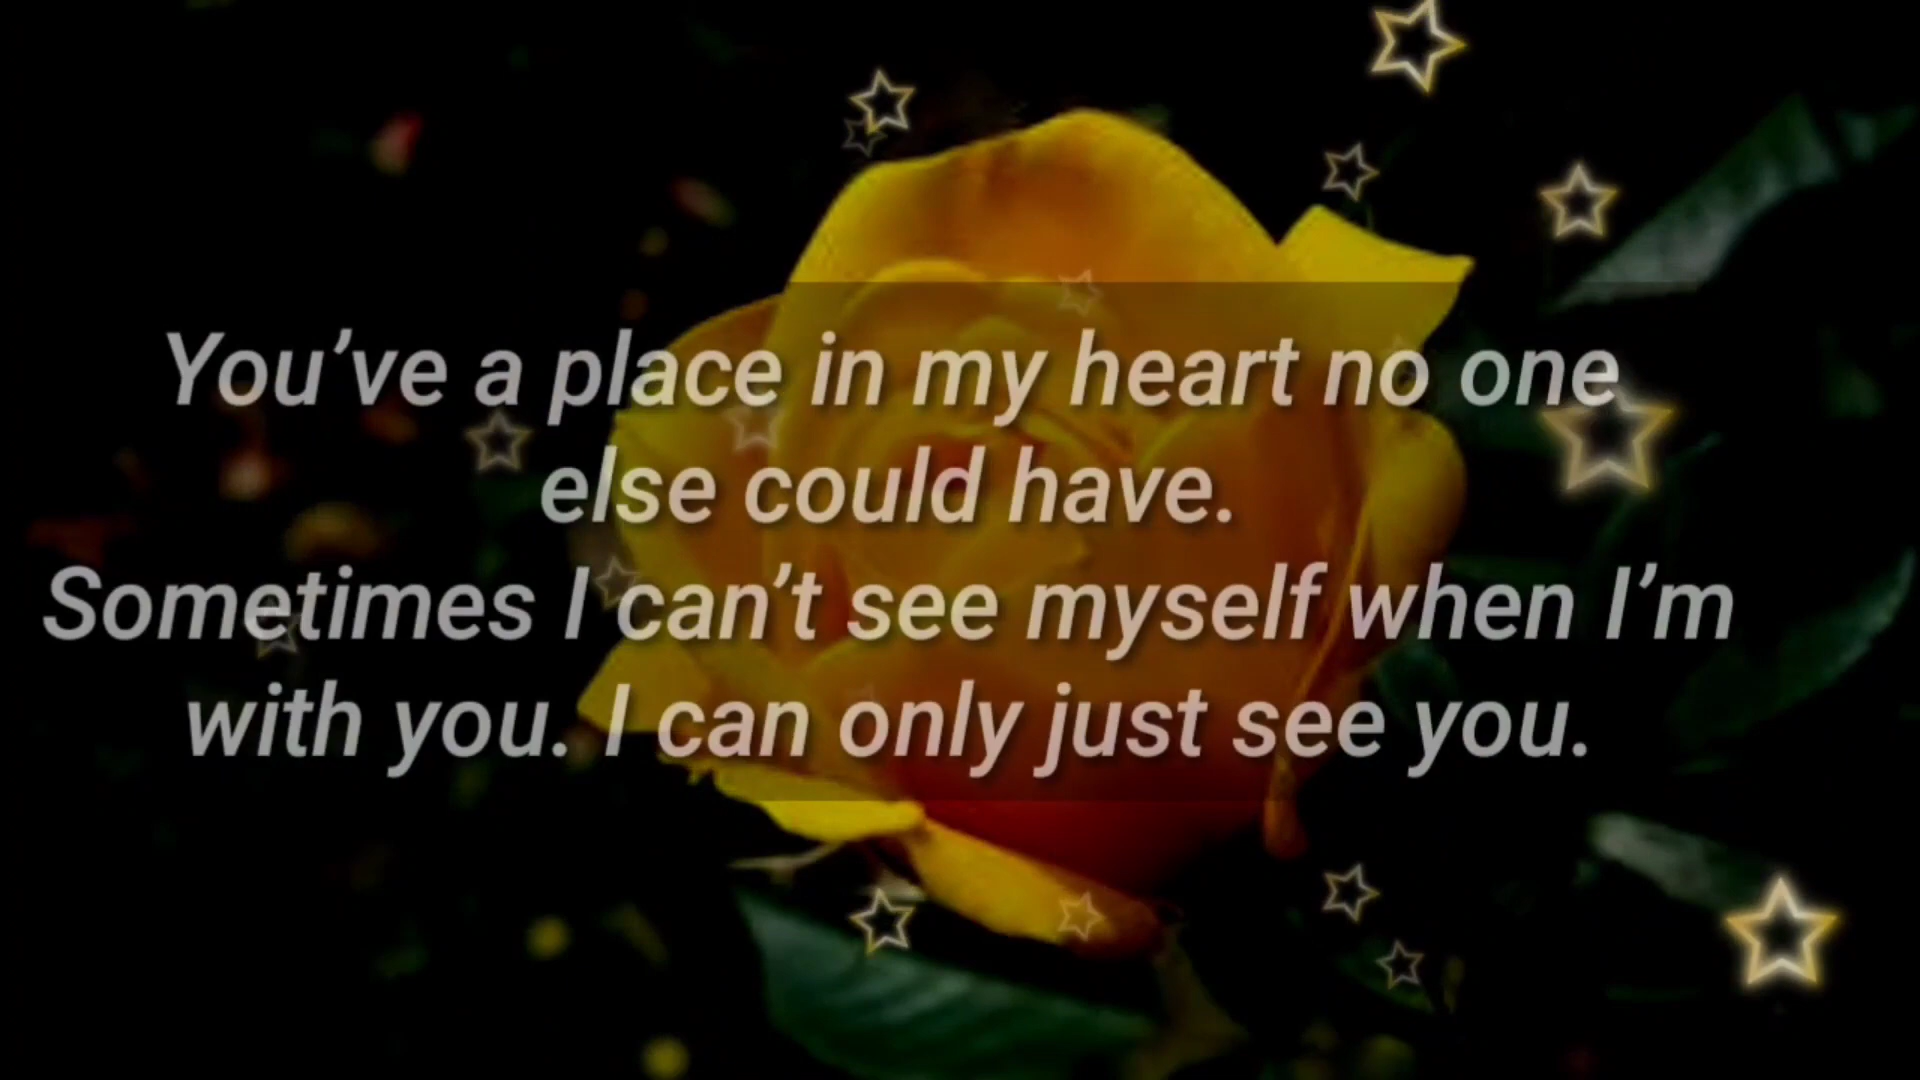 You’ve a place in my heart no one
else could have.
Sometimes I can’t see myself when I’m
with you. I can only just see you.